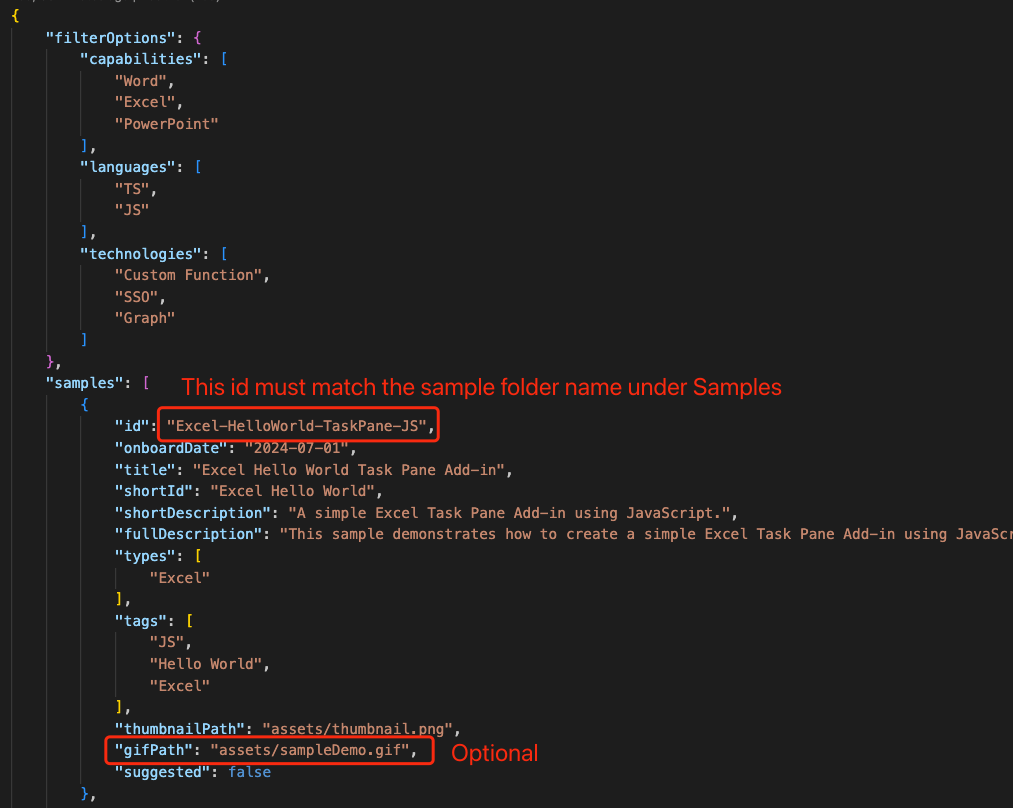 {
"filterOptions": {
"capabilities": [
"Word",
"Excel",
"PowerPoint"
],
"languages": [
"TS",
"JS"
],
"technologies": [
"Custom Function",
"SSO",
"Graph"
]
},
"samples": [ This id must match the sample folder name under Samples
{
"id": "Excel-HelloWorld-TaskPane-JS",
"onboardDate": "2024-07-01",
"title": "Excel Hello World Task Pane Add-in",
"shortId": "Excel Hello World",
"shortDescription": "A simple Excel Task Pane Add-in using JavaScript.",
"fullDescription": "This sample demonstrates how to create a simple Excel Task Pane Add-in using JavaScr
"types": [
"Excel"
],
"tags": [
"JS",
"Hello World",
"Excel"
],
"thumbnailPath": "assets/thumbnail.png",
"gifPath": "assets/sampleDemo.gif", Optional
"suggested": false
},